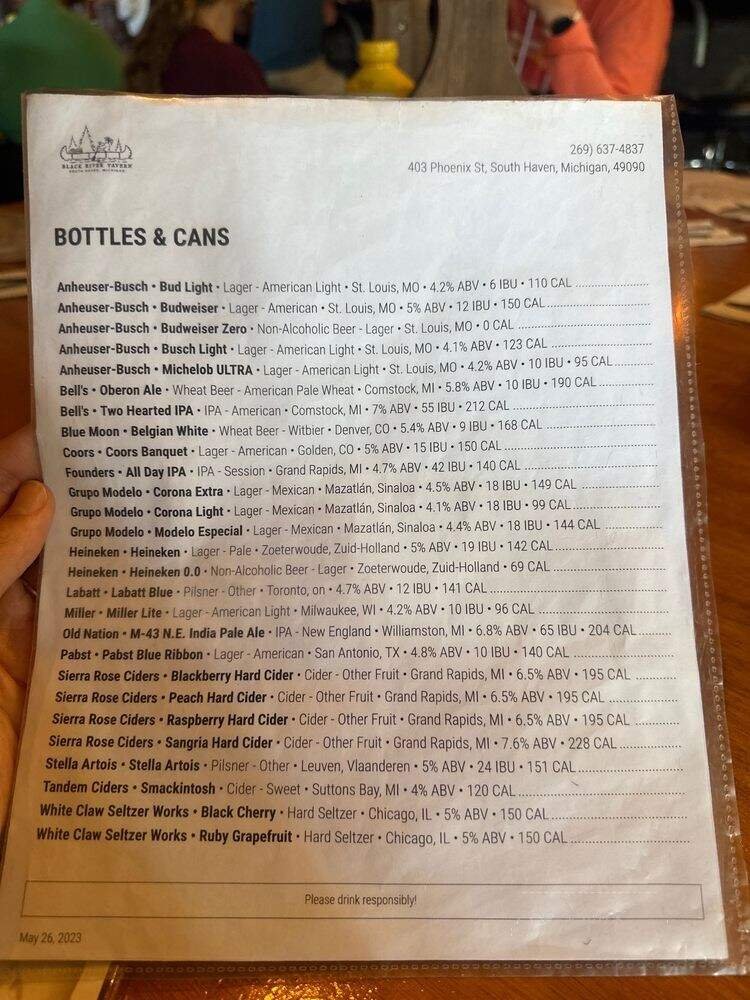 BLACK RIVER TAVERN
SOUTH HAVEN, MICHIGAN
269) 637-4837
403 Phoenix St, South Haven, Michigan, 49090
BOTTLES & CANS
Anheuser-Busch • Bud Light • Lager - American Light • St. Louis, MO • 4.2% ABV • 6 IBU • 110 CAL
Anheuser-Busch • Budweiser • Lager - American • St. Louis, MO • 5% ABV • 12 IBU • 150 CAL
Anheuser-Busch • Budweiser Zero • Non-Alcoholic Beer - Lager • St. Louis, MO • 0 CAL
Anheuser-Busch • Busch Light • Lager - American Light • St. Louis, MO • 4.1% ABV • 123 CAL
Anheuser-Busch • Michelob ULTRA • Lager - American Light • St. Louis, MO • 4.2% ABV • 10 IBU • 95 CAL
Bell's • Oberon Ale • Wheat Beer - American Pale Wheat • Comstock, MI • 5.8% ABV • 10 IBU • 190 CAL
Bell's • Two Hearted IPA • IPA - American • Comstock, MI • 7% ABV • 55 IBU • 212 CAL
Blue Moon • Belgian White • Wheat Beer - Witbier • Denver, CO • 5.4% ABV • 9 IBU • 168 CAL
Coors • Coors Banquet • Lager - American • Golden, CO • 5% ABV • 15 IBU • 150 CAL
Founders • All Day IPA • IPA - Session • Grand Rapids, MI • 4.7% ABV • 42 IBU • 140 CAL
Grupo Modelo • Corona Extra • Lager - Mexican • Mazatlán, Sinaloa • 4.5% ABV • 18 IBU • 149 CAL
Grupo Modelo • Corona Light • Lager - Mexican • Mazatlán, Sinaloa • 4.1% ABV • 18 IBU • 99 CAL
Grupo Modelo • Modelo Especial • Lager - Mexican • Mazatlán, Sinaloa • 4.4% ABV • 18 IBU • 144 CAL
Heineken • Heineken • Lager - Pale • Zoeterwoude, Zuid-Holland • 5% ABV • 19 IBU • 142 CAL
Heineken • Heineken 0.0 • Non-Alcoholic Beer - Lager • Zoeterwoude, Zuid-Holland • 69 CAL
Labatt • Labatt Blue • Pilsner - Other • Toronto, on • 4.7% ABV • 12 IBU • 141 CAL
Miller • Miller Lite • Lager - American Light • Milwaukee, WI • 4.2% ABV • 10 IBU • 96 CAL
Old Nation • M-43 N.E. India Pale Ale • IPA - New England • Williamston, MI • 6.8% ABV • 65 IBU • 204 CAL
Pabst • Pabst Blue Ribbon • Lager - American • San Antonio, TX • 4.8% ABV • 10 IBU • 140 CAL
Sierra Rose Ciders • Blackberry Hard Cider • Cider - Other Fruit • Grand Rapids, MI • 6.5% ABV • 195 CAL
Sierra Rose Ciders • Peach Hard Cider • Cider - Other Fruit • Grand Rapids, MI • 6.5% ABV • 195 CAL
Sierra Rose Ciders • Raspberry Hard Cider • Cider - Other Fruit • Grand Rapids, MI • 6.5% ABV • 195 CAL
Sierra Rose Ciders • Sangria Hard Cider • Cider - Other Fruit • Grand Rapids, MI • 7.6% ABV • 228 CAL
Stella Artois • Stella Artois • Pilsner - Other • Leuven, Vlaanderen • 5% ABV • 24 IBU • 151 CAL
Tandem Ciders • Smackintosh • Cider - Sweet • Suttons Bay, MI • 4% ABV • 120 CAL
White Claw Seltzer Works • Black Cherry • Hard Seltzer • Chicago, IL • 5% ABV • 150 CAL
White Claw Seltzer Works • Ruby Grapefruit • Hard Seltzer • Chicago, IL • 5% ABV • 150 CAL
Please drink responsibly!
May 26, 2023